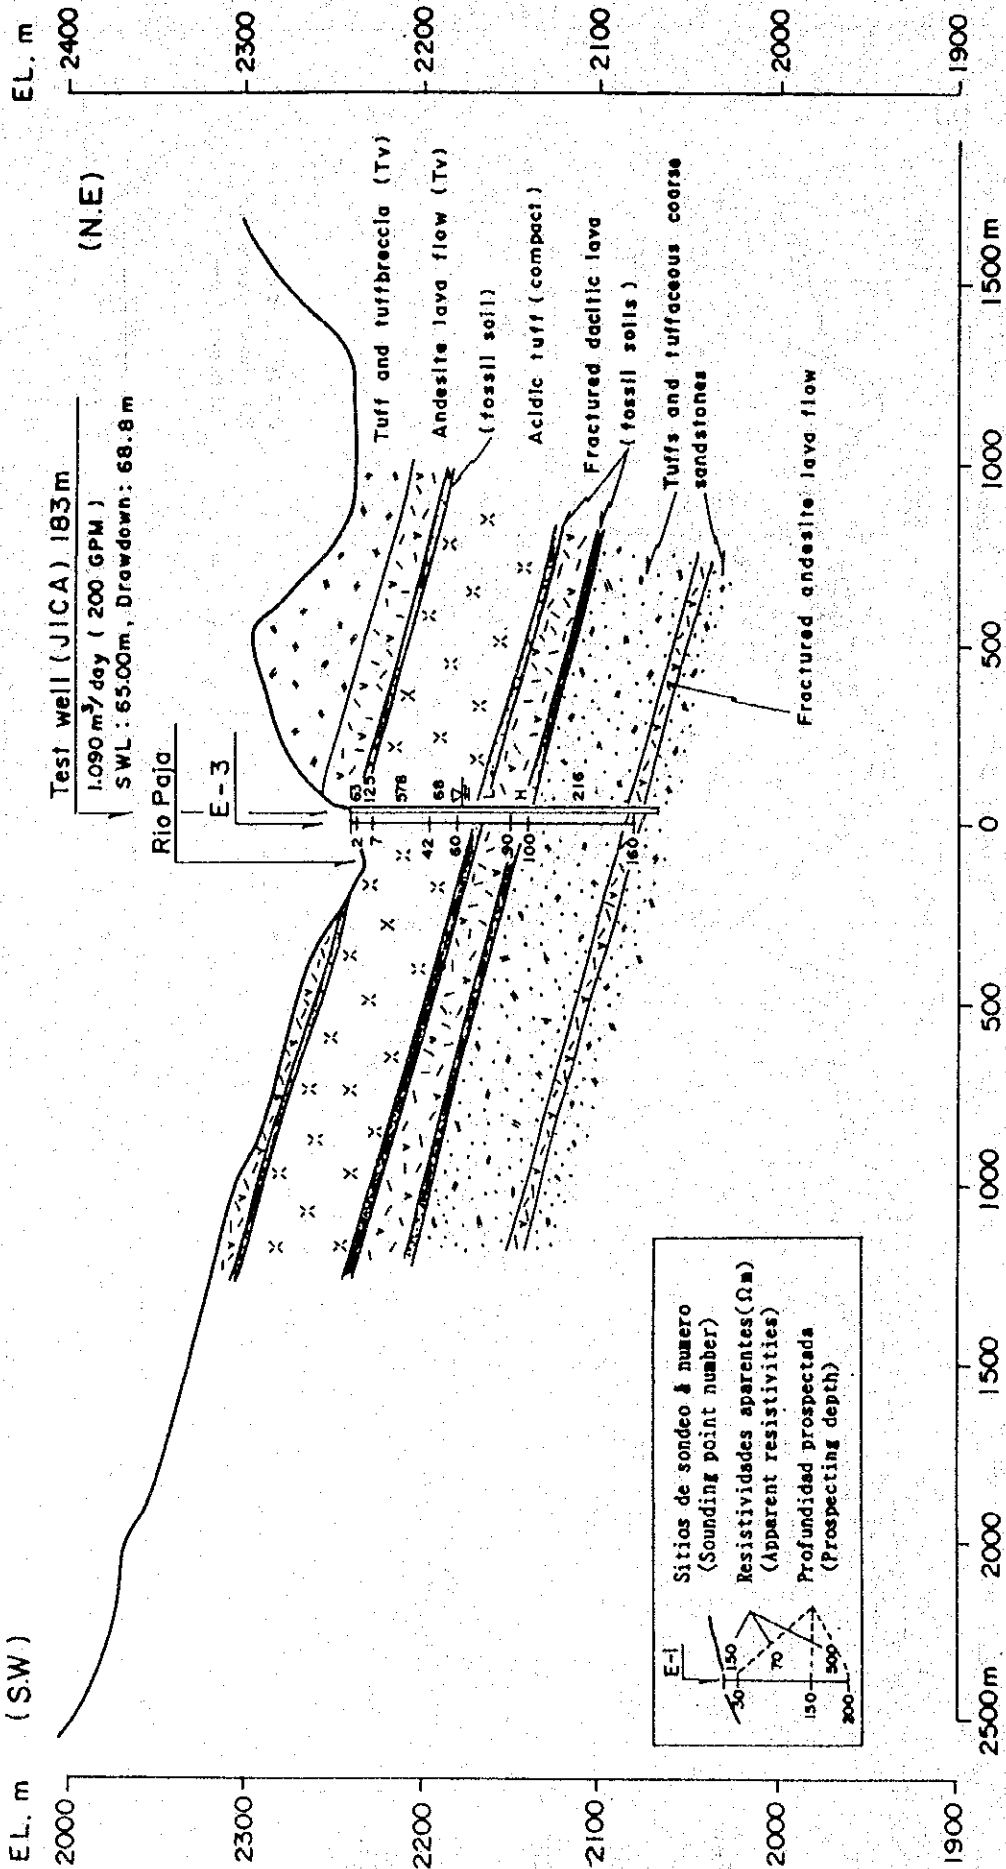 EL. m
(S.W)
2000
2300
2200
2100
2000
1900
Test well (JICA) 183m
1.090 m³/day ( 200 GPM )
SWL : 65.00m, Drawdown : 68.8m
Rio Paja
E-3
(N.E)
EL. m
2400
2300
2200
2100
2000
1900
Tuff and tuffbreccia (Tv)
Andesite lava flow (Tv)
(fossil soil)
Acidic tuff (compact)
Fractured dacitic lava
(fossil soils)
Tuffs and tuffaceous coarse
sandstones
Fractured andesite lava flow
2
7
42
60
90
100
160
63
125
578
68
L
H
216
E-1
50
150
200
150
70
500
Sitios de sondeo & numero
(Sounding point number)
Resistividades aparentes(Ωm)
(Apparent resistivities)
Profundidad prospectada
(Prospecting depth)
2500m
2000
1500
1000
500
0
500
1000
1500m